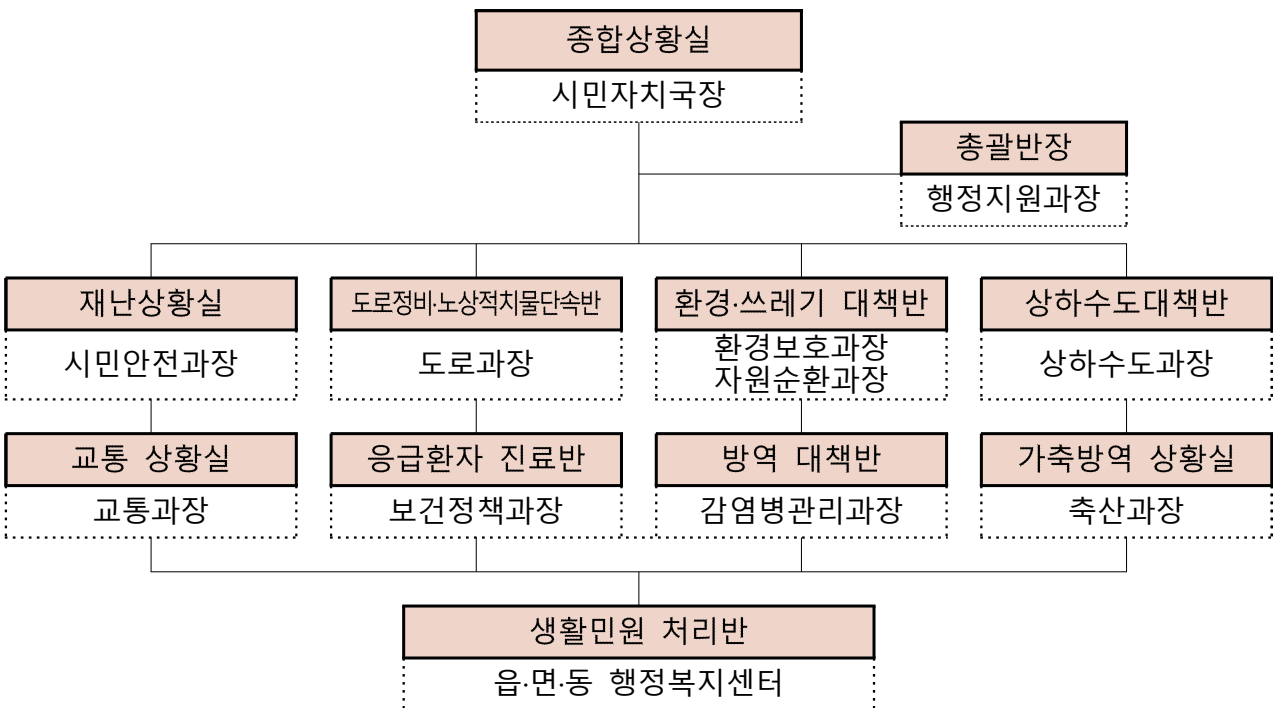 종합상황실
시민자치국장
총괄반장
행정지원과장
재난상황실
시민안전과장
도로정비·노상적치물단속반
도로과장
환경·쓰레기 대책반
환경보호과장
자원순환과장
상하수도대책반
상하수도과장
교통 상황실
교통과장
응급환자 진료반
보건정책과장
방역 대책반
감염병관리과장
가축방역 상황실
축산과장
생활민원 처리반
읍·면·동 행정복지센터